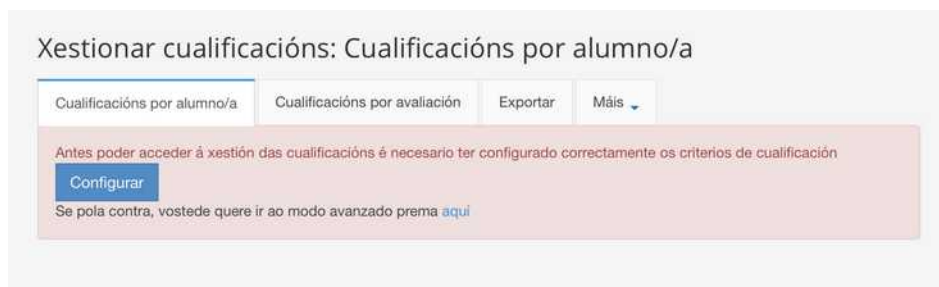 Xestionar cualificacións: Cualificacións por alumno/a
Cualificacións por alumno/a Cualificacións por avaliación Exportar Máis
Antes poder acceder á xestión das cualificacións é necesario ter configurado correctamente os criterios de cualificación
Configurar
Se pola contra, vostede quere ir ao modo avanzado prema aquí